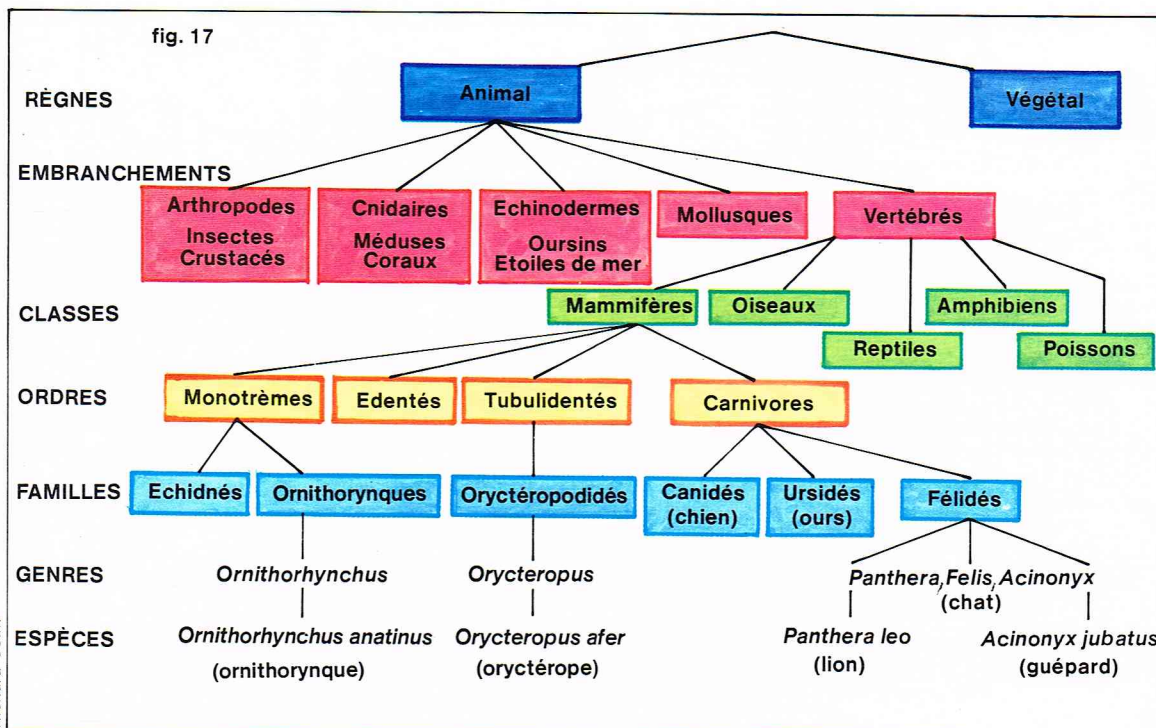 fig. 17
RÈGNES
Animal
Végétal
EMBRANCHEMENTS
Arthropodes
Insectes
Crustacés
Cnidaires
Méduses
Coraux
Echinodermes
Oursins
Etoiles de mer
Mollusques
Vertébrés
CLASSES
Mammifères
Oiseaux
Reptiles
Amphibiens
Poissons
ORDRES
Monotrèmes
Edentés
Tubulidentés
Carnivores
FAMILLES
Echidnés
Ornithorynques
Oryctéropodidés
Canidés
(chien)
Ursidés
(ours)
Félidés
GENRES
Ornithorhynchus
Orycteropus
Panthera, Felis, Acinonyx
(chat)
ESPÈCES
Ornithorhynchus anatinus
(ornithorynque)
Orycteropus afer
(oryctérope)
Panthera leo
(lion)
Acinonyx jubatus
(guépard)